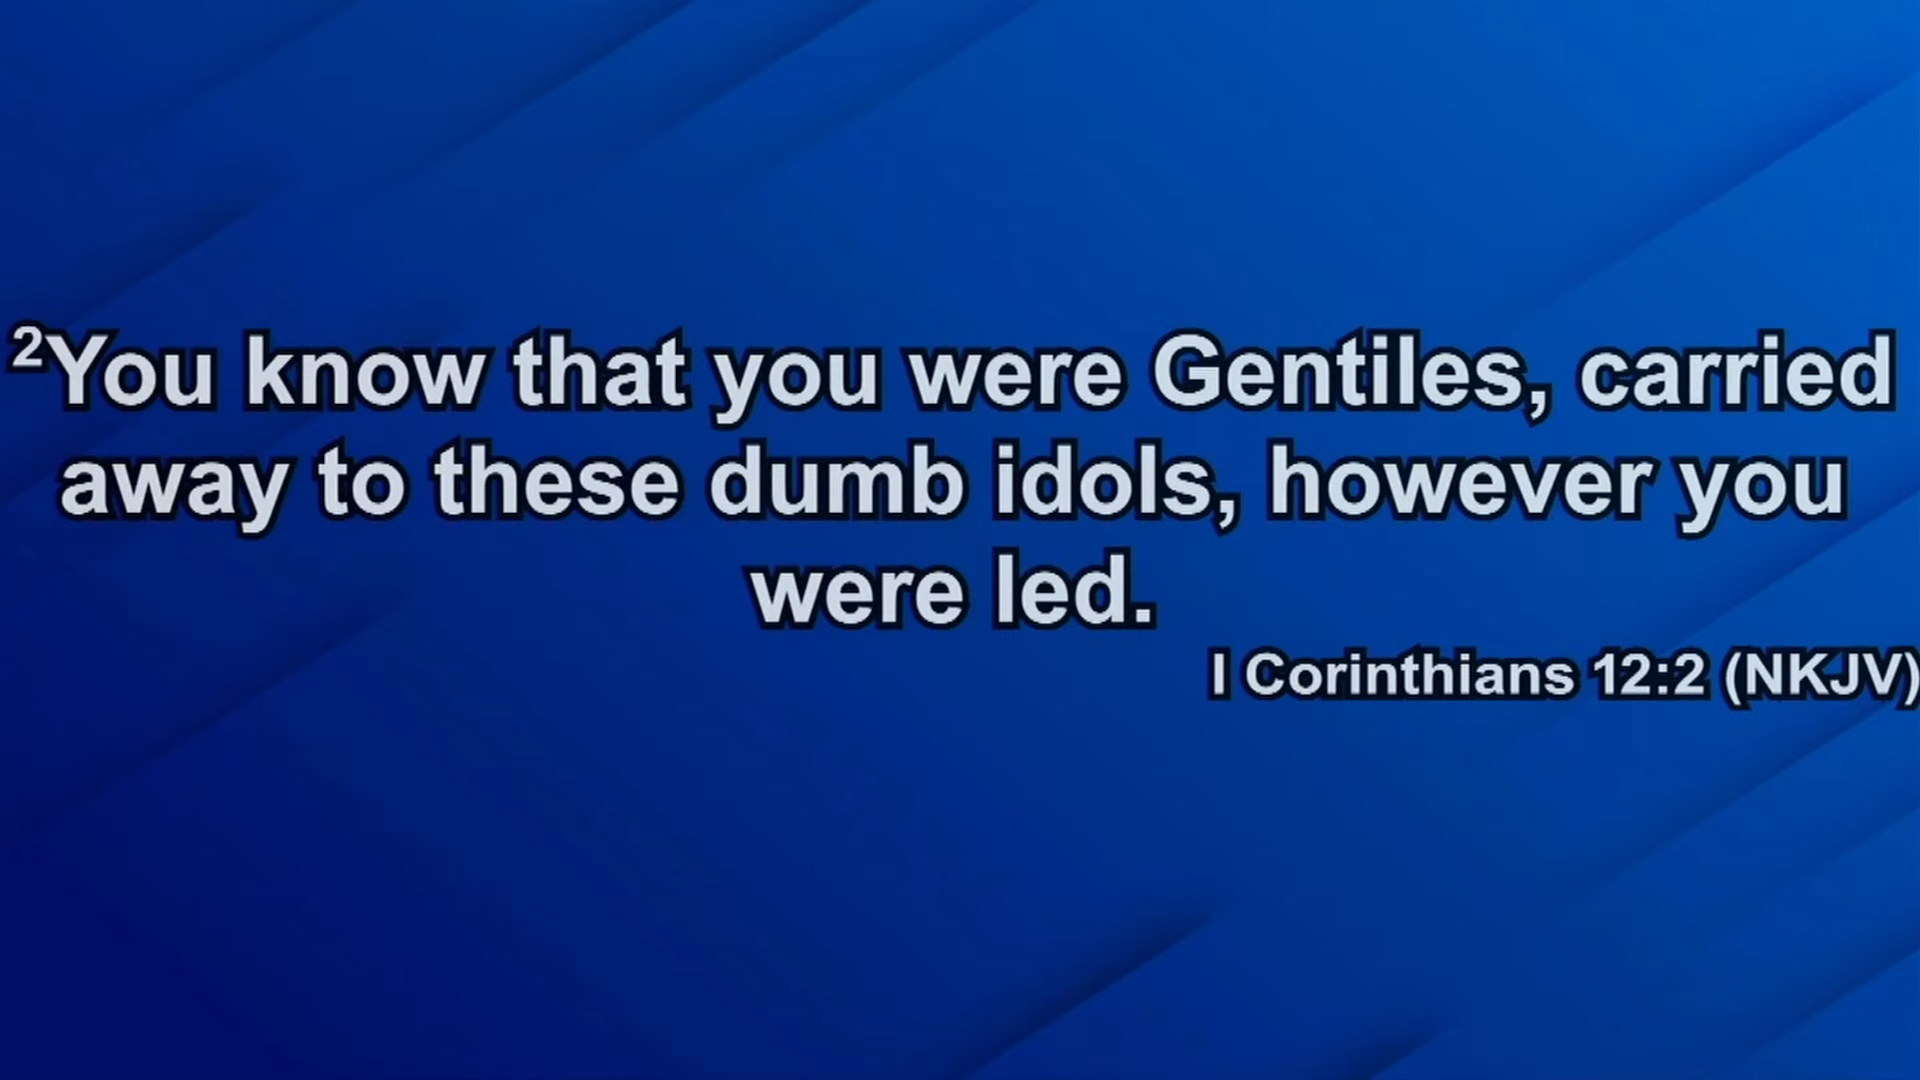 ²You know that you were Gentiles, carried
away to these dumb idols, however you
were led.
I Corinthians 12:2 (NKJV)